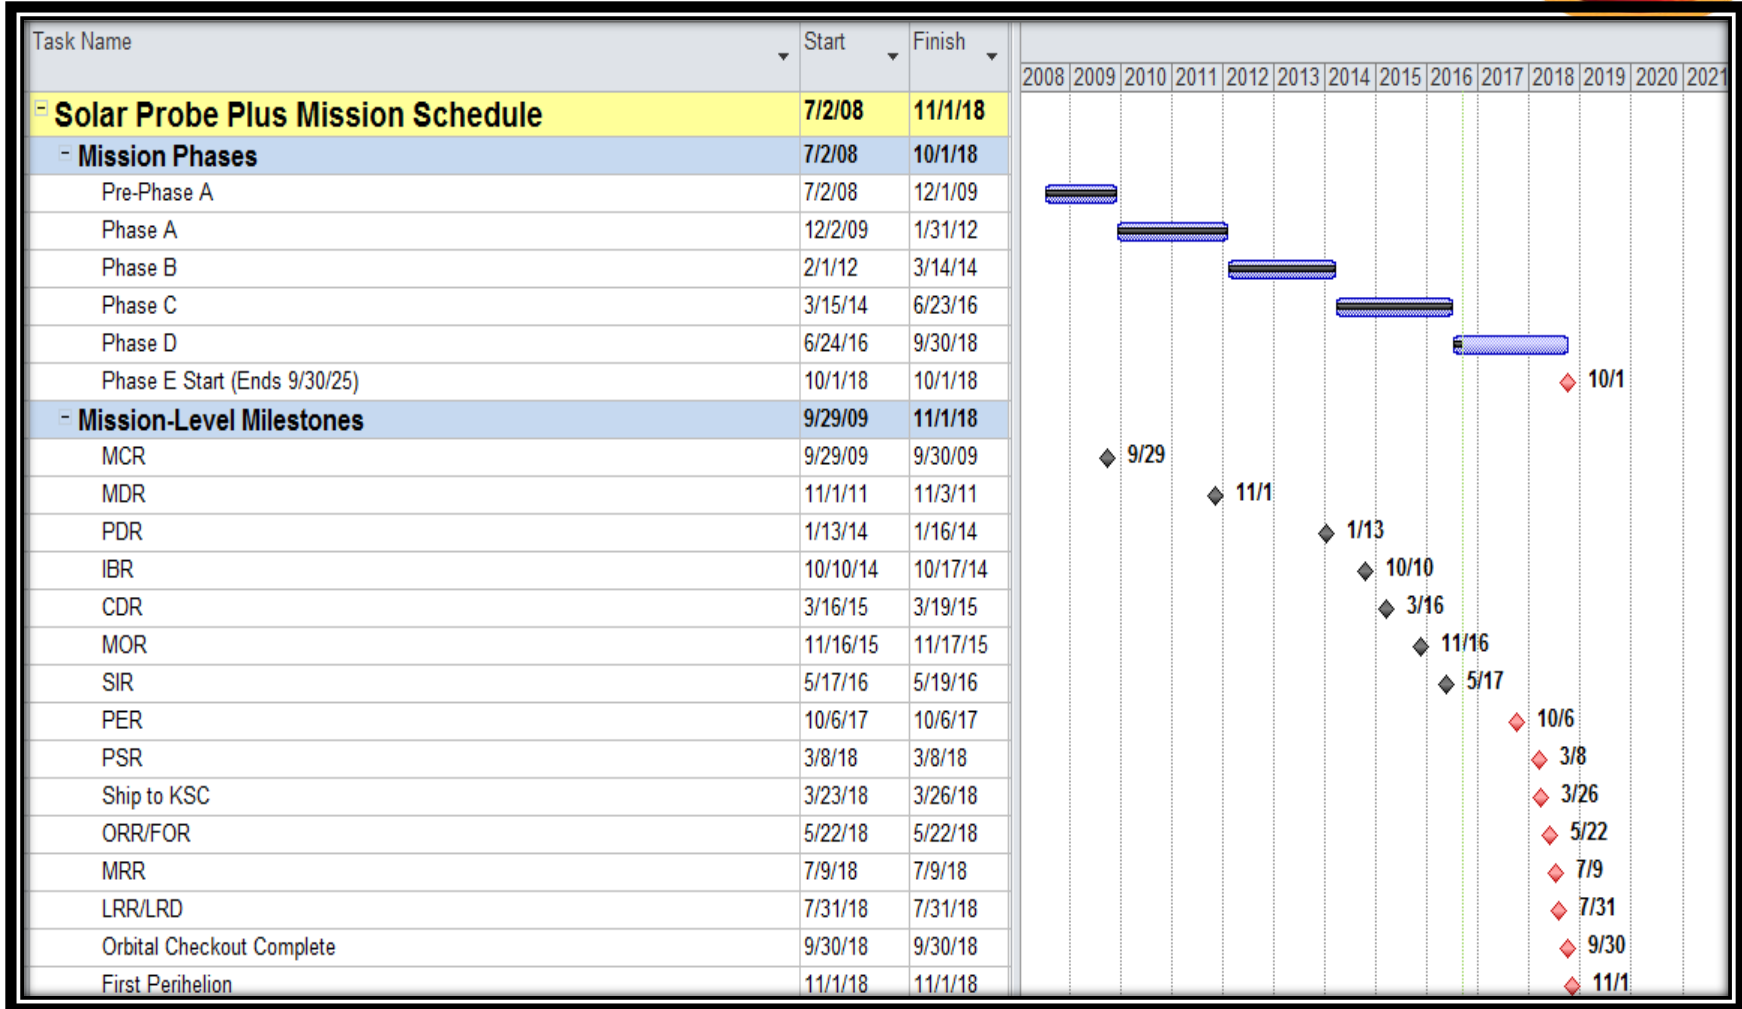 Task Name Start Finish
2008 2009 2010 2011 2012 2013 2014 2015 2016 2017 2018 2019 2020 2021
Solar Probe Plus Mission Schedule 7/2/08 11/1/18
Mission Phases 7/2/08 10/1/18
Pre-Phase A 7/2/08 12/1/09
Phase A 12/2/09 1/31/12
Phase B 2/1/12 3/14/14
Phase C 3/15/14 6/23/16
Phase D 6/24/16 9/30/18
Phase E Start (Ends 9/30/25) 10/1/18 10/1/18 10/1
Mission-Level Milestones 9/29/09 11/1/18
MCR 9/29/09 9/30/09 9/29
MDR 11/1/11 11/3/11 11/1
PDR 1/13/14 1/16/14 1/13
IBR 10/10/14 10/17/14 10/10
CDR 3/16/15 3/19/15 3/16
MOR 11/16/15 11/17/15 11/16
SIR 5/17/16 5/19/16 5/17
PER 10/6/17 10/6/17 10/6
PSR 3/8/18 3/8/18 3/8
Ship to KSC 3/23/18 3/26/18 3/26
ORR/FOR 5/22/18 5/22/18 5/22
MRR 7/9/18 7/9/18 7/9
LRR/LRD 7/31/18 7/31/18 7/31
Orbital Checkout Complete 9/30/18 9/30/18 9/30
First Perihelion 11/1/18 11/1/18 11/1